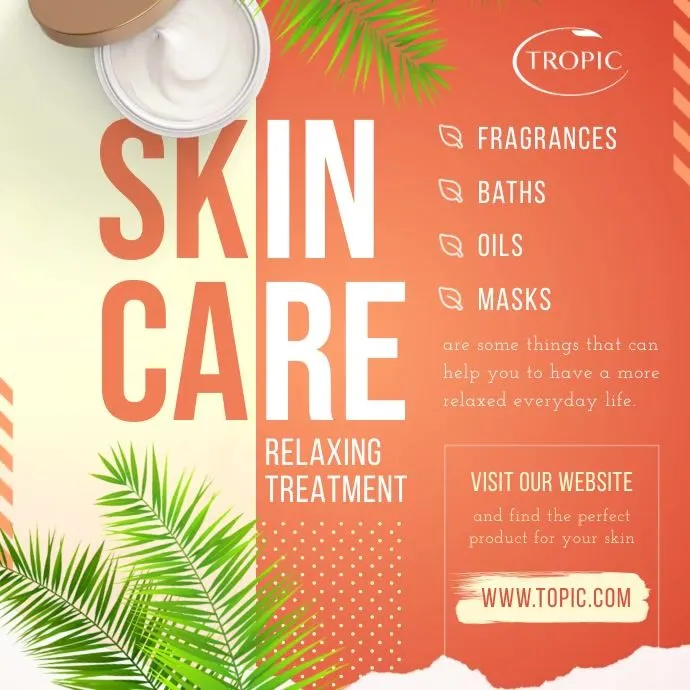 TROPIC
SKIN
CARE
RELAXING
TREATMENT
FRAGRANCES
BATHS
OILS
MASKS
are some things that can
help you to have a more
relaxed everyday life.
VISIT OUR WEBSITE
and find the perfect
product for your skin
WWW.TOPIC.COM